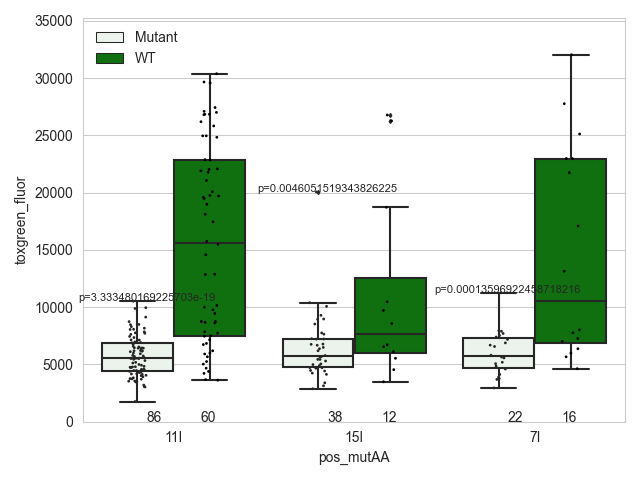 35000
30000
25000
20000
15000
10000
5000
0
toxgreen_fluor
Mutant
WT
p=3.333480169225703e-19
p=0.0046051519343826225
p=0.00013596922458718216
86 60 38 12 22 16
11I 15I 7I
pos_mutAA